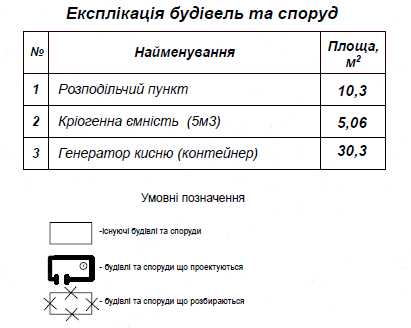 Експлікація будівель та споруд
№ Найменування Площа, м²
1 Розподільчий пункт 10,3
2 Кріогенна ємність (5м3) 5,06
3 Генератор кисню (контейнер) 30,3
Умовні позначення
-існуючі будівлі та споруди
- будівлі та споруди що проектуються
- будівлі та споруди що розбираються